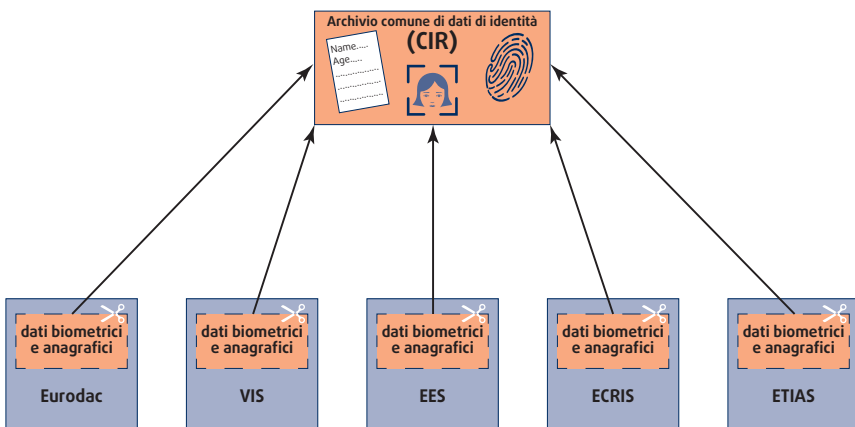 Archivio comune di dati di identità
(CIR)
Name....
Age.....
................
................
................
dati biometrici
e anagrafici
Eurodac
dati biometrici
e anagrafici
VIS
dati biometrici
e anagrafici
EES
dati biometrici
e anagrafici
ECRIS
dati biometrici
e anagrafici
ETIAS